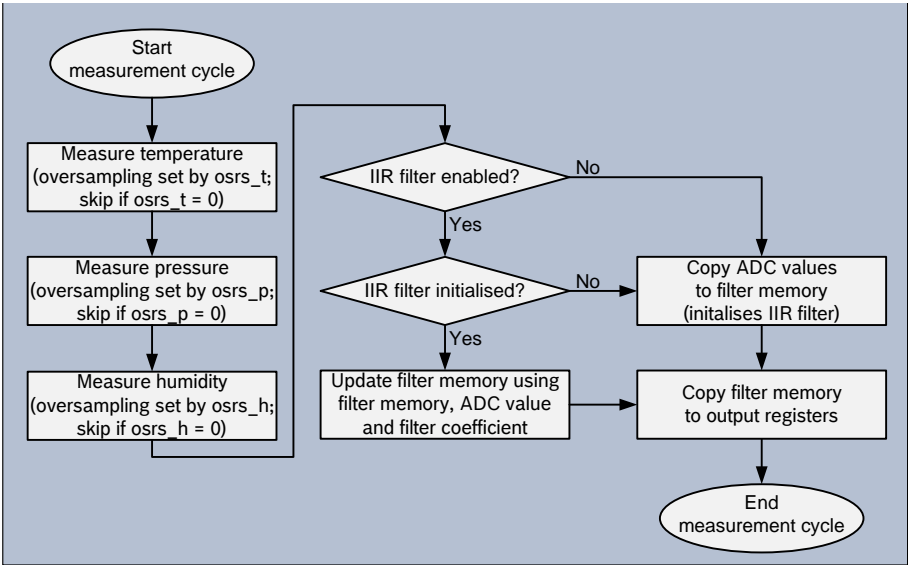 Start
measurement cycle
Measure temperature
(oversampling set by osrs_t;
skip if osrs_t = 0)
Measure pressure
(oversampling set by osrs_p;
skip if osrs_p = 0)
Measure humidity
(oversampling set by osrs_h;
skip if osrs_h = 0)
IIR filter enabled?
No
Yes
IIR filter initialised?
No
Yes
Update filter memory using
filter memory, ADC value
and filter coefficient
Copy ADC values
to filter memory
(initalises IIR filter)
Copy filter memory
to output registers
End
measurement cycle